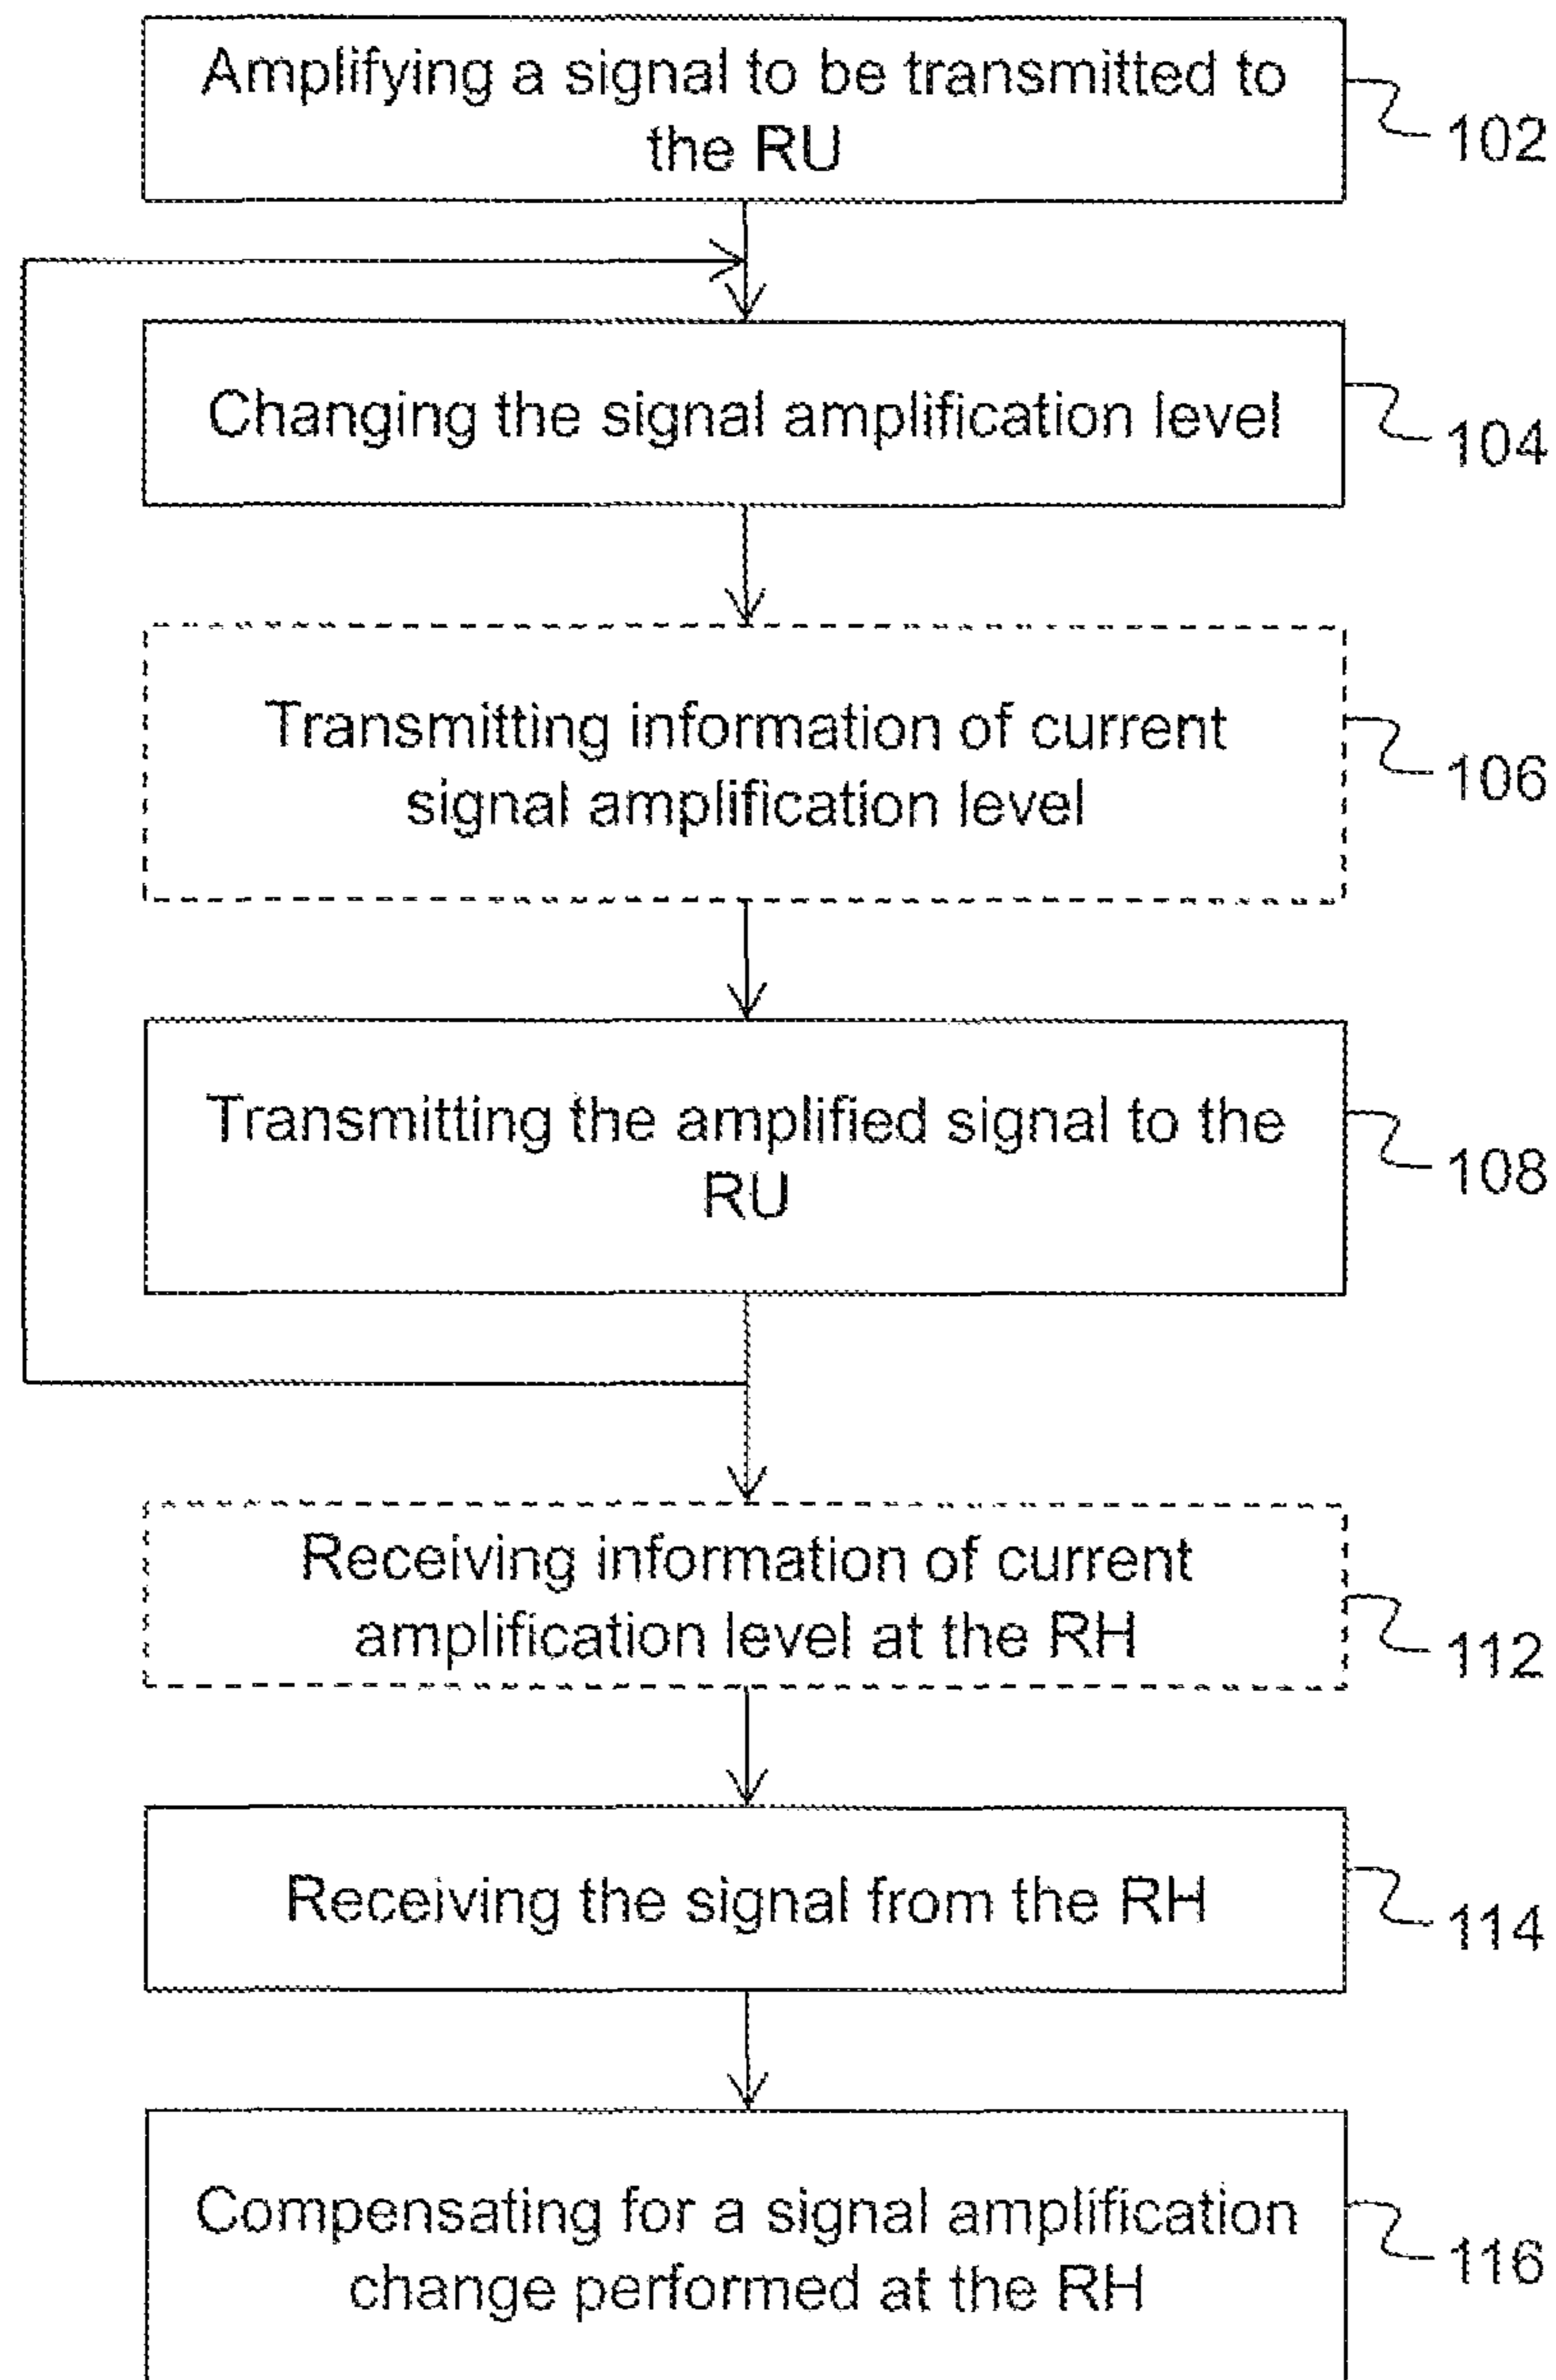 Amplifying a signal to be transmitted to
the RU
102
Changing the signal amplification level
104
Transmitting information of current
signal amplification level
106
Transmitting the amplified signal to the
RU
108
Receiving information of current
amplification level at the RH
112
Receiving the signal from the RH
114
Compensating for a signal amplification
change performed at the RH
116